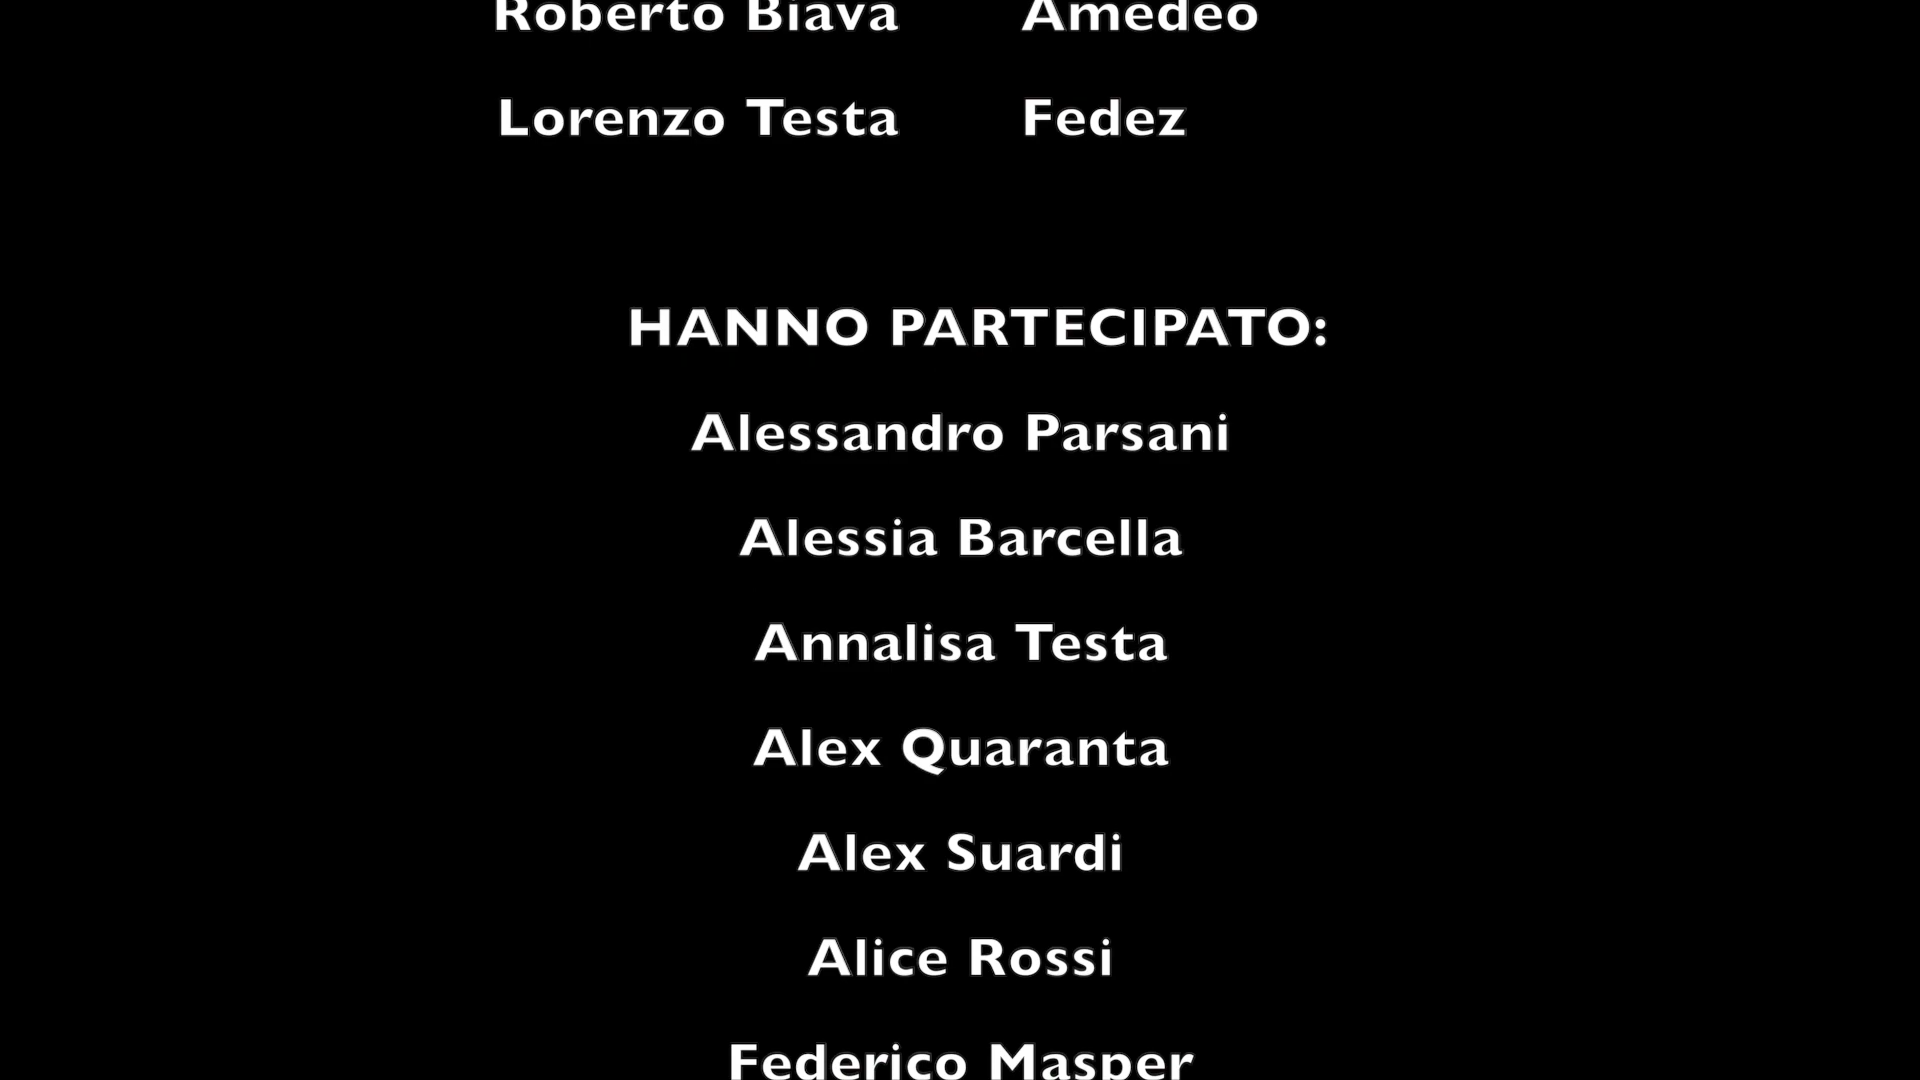 Roberto Biava Amedeo
Lorenzo Testa Fedez
HANNO PARTECIPATO:
Alessandro Parsani
Alessia Barcella
Annalisa Testa
Alex Quaranta
Alex Suardi
Alice Rossi
Federico Masper